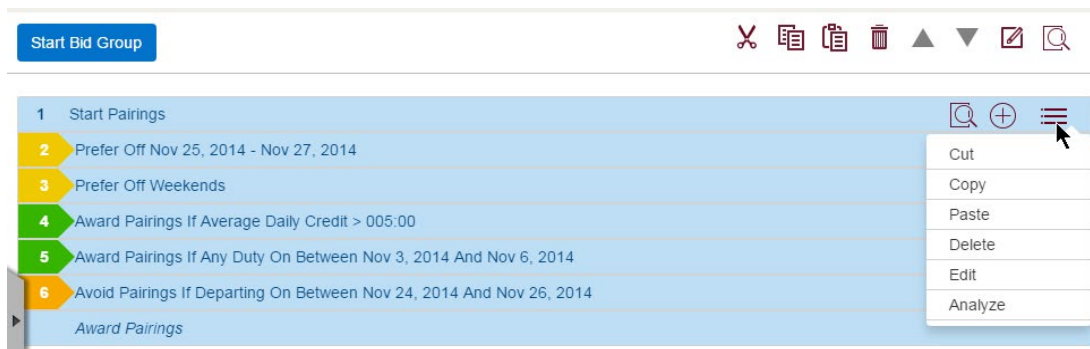 Start Bid Group
1 Start Pairings
2 Prefer Off Nov 25, 2014 - Nov 27, 2014
3 Prefer Off Weekends
4 Award Pairings If Average Daily Credit > 005:00
5 Award Pairings If Any Duty On Between Nov 3, 2014 And Nov 6, 2014
6 Avoid Pairings If Departing On Between Nov 24, 2014 And Nov 26, 2014
Award Pairings
Cut
Copy
Paste
Delete
Edit
Analyze